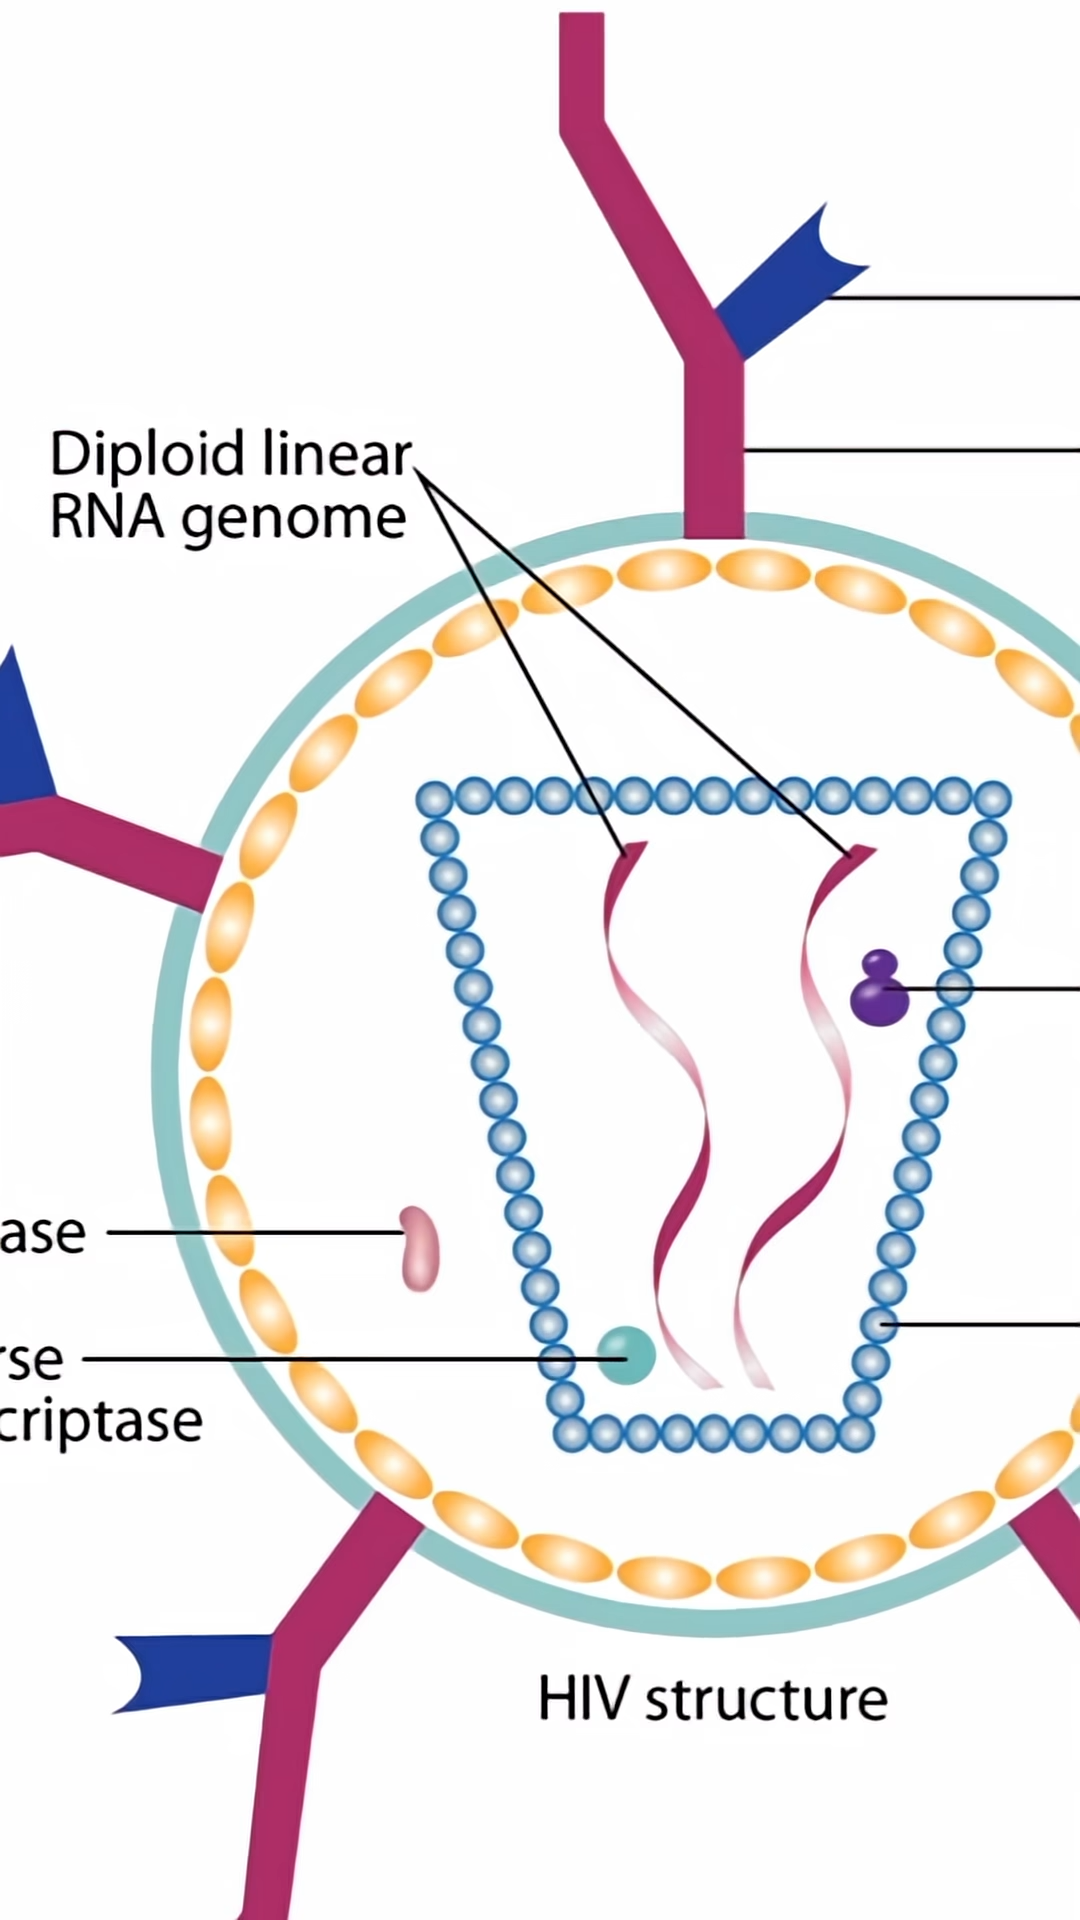 Diploid linear
RNA genome
ase
rse
criptase
HIV structure